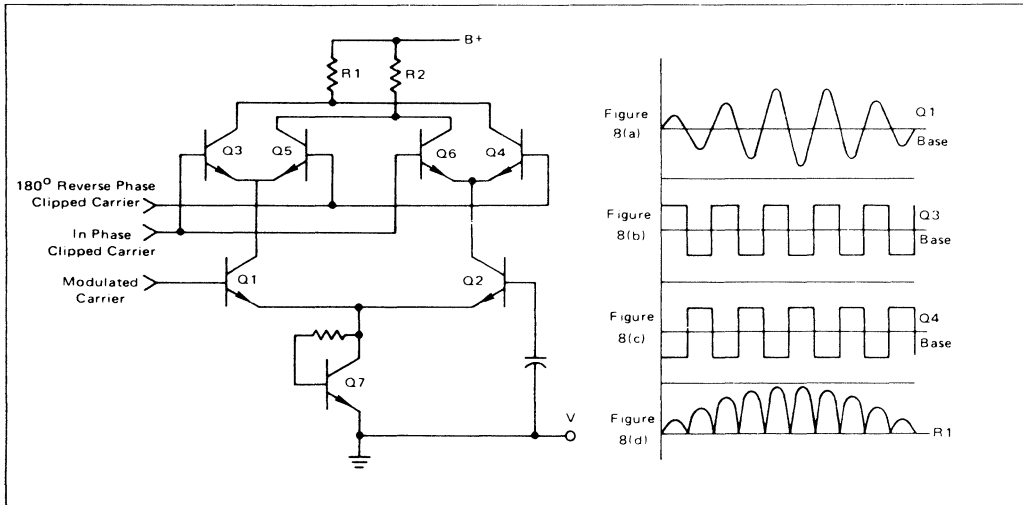 B+
R1
R2
Q3
Q5
Q6
Q4
180° Reverse Phase
Clipped Carrier
In Phase
Clipped Carrier
Modulated
Carrier
Q1
Q2
Q7
V
Figure
8(a)
Q1
Base
Figure
8(b)
Q3
Base
Figure
8(c)
Q4
Base
Figure
8(d)
R1